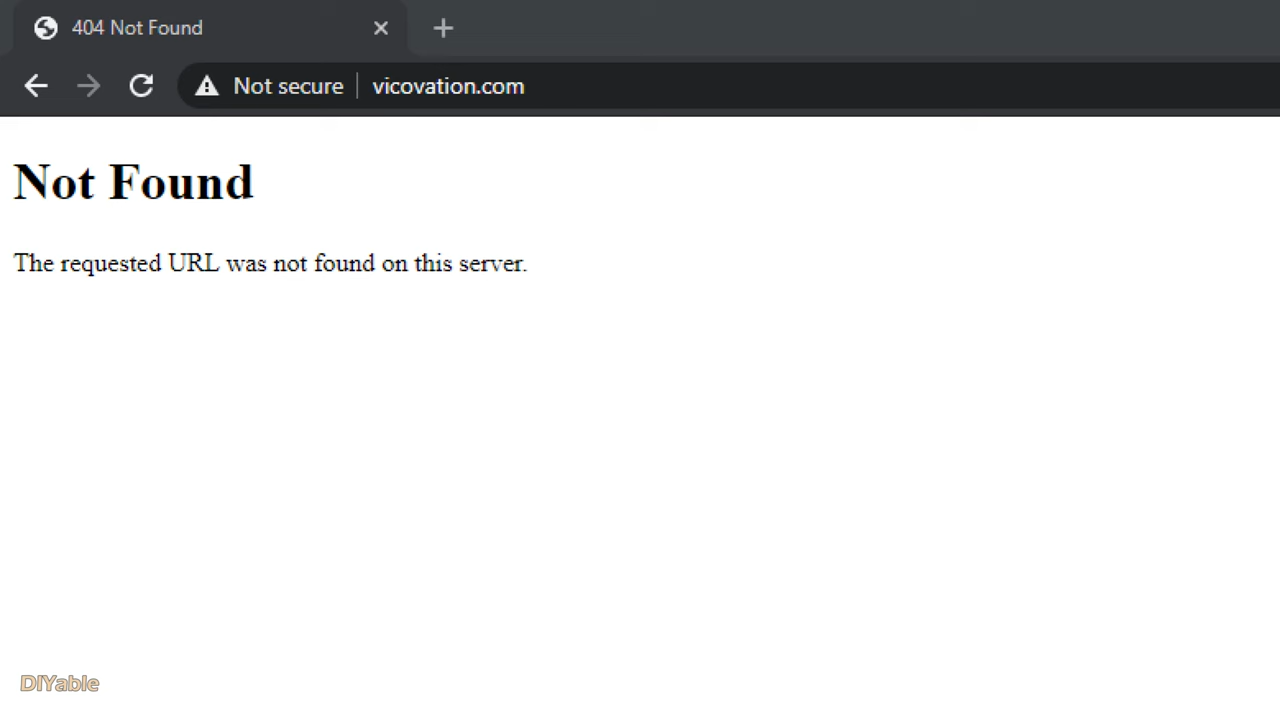 404 Not Found
Not secure
vicovation.com
Not Found
The requested URL was not found on this server.
DIYable